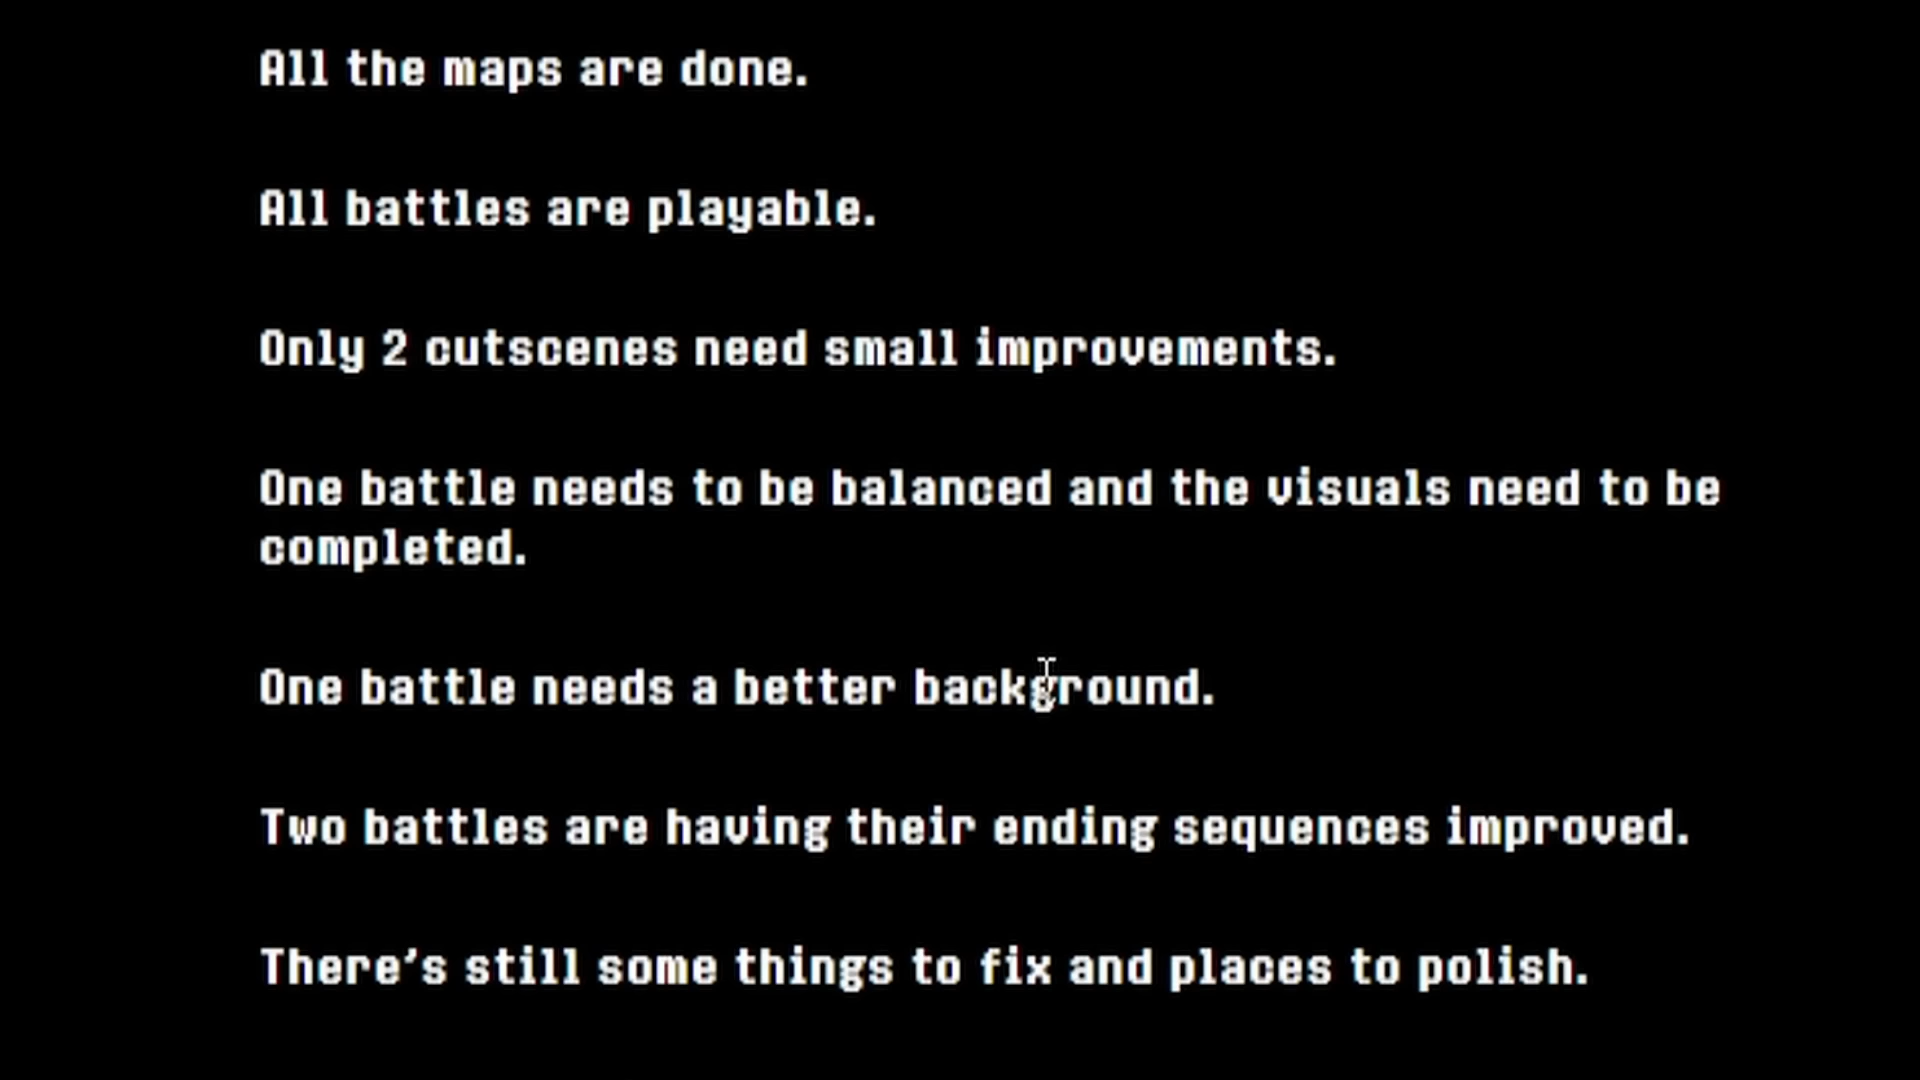 All the maps are done.
All battles are playable.
Only 2 cutscenes need small improvements.
One battle needs to be balanced and the visuals need to be
completed.
One battle needs a better background.
Two battles are having their ending sequences improved.
There's still some things to fix and places to polish.